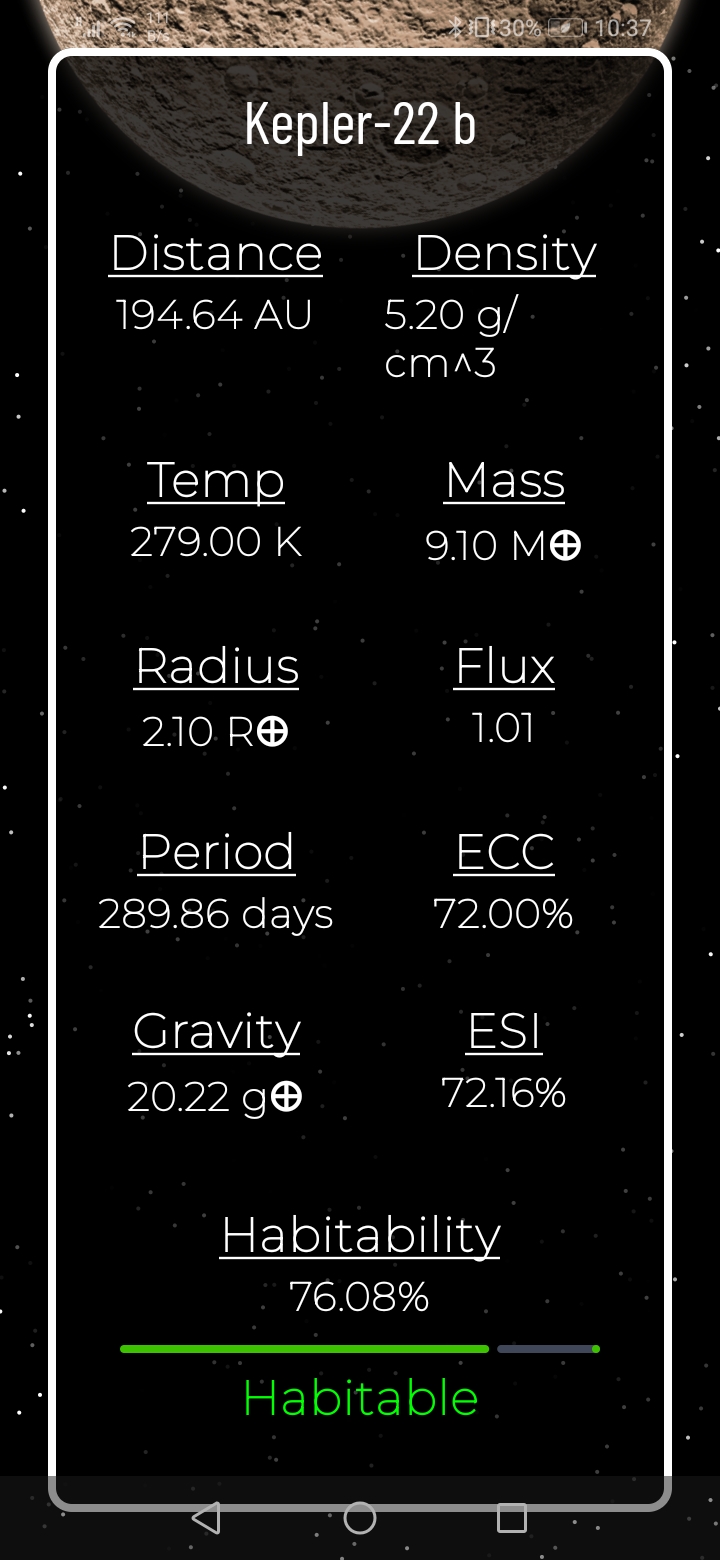 111
B/s
30%
10:37
Kepler-22 b
Distance
Density
194.64 AU
5.20 g/
cm^3
Temp
Mass
279.00 K
9.10 M⊕
Radius
Flux
2.10 R⊕
1.01
Period
ECC
289.86 days
72.00%
Gravity
ESI
20.22 g⊕
72.16%
Habitability
76.08%
Habitable